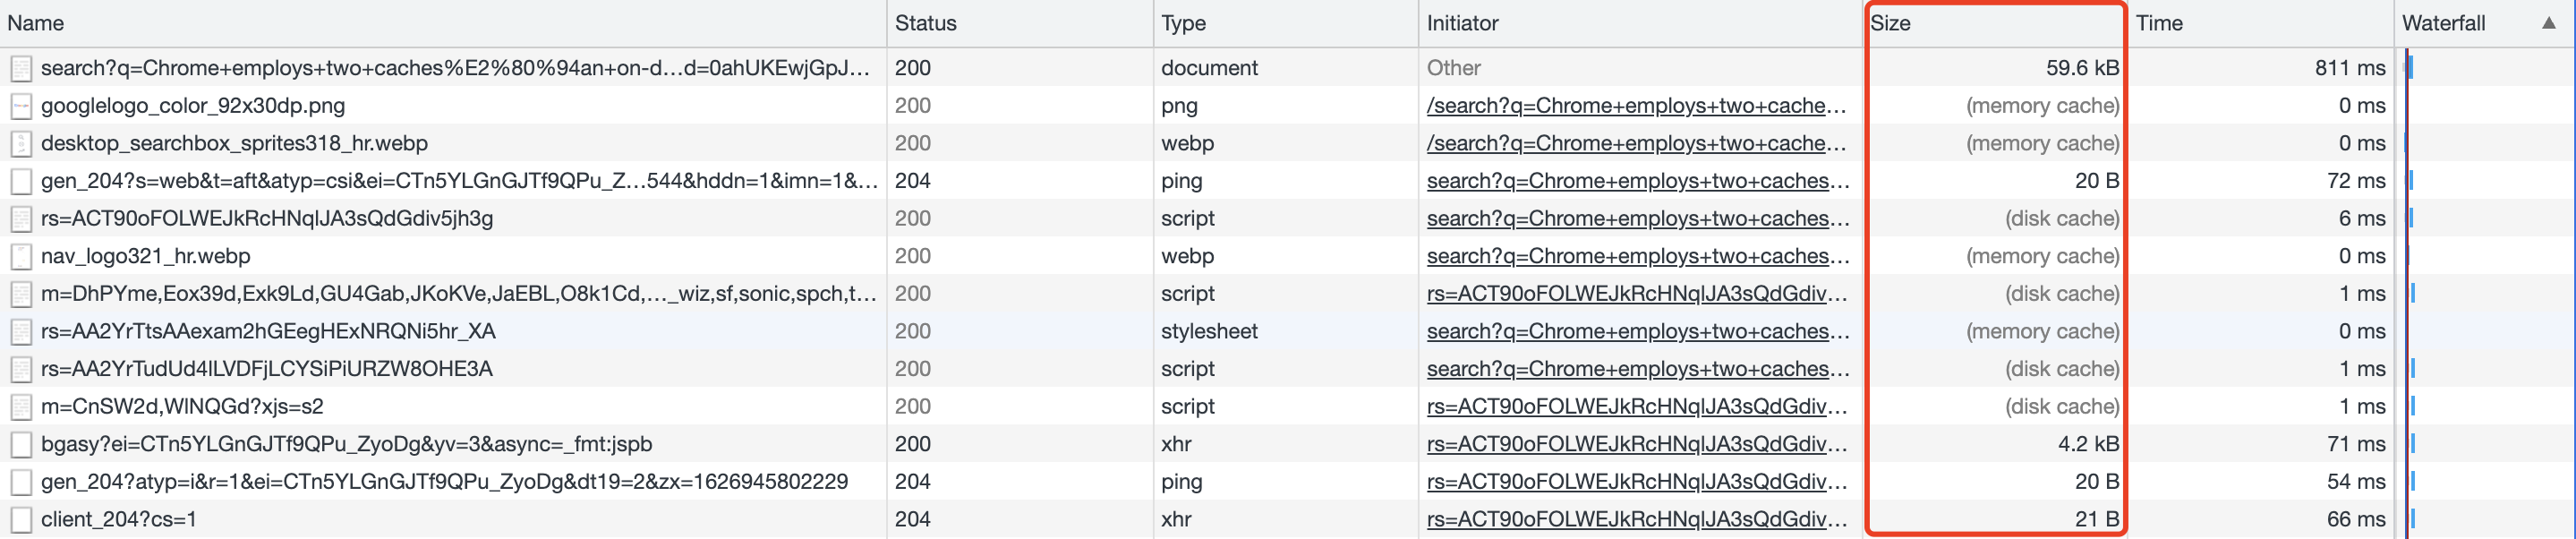 Name Status Type Initiator Size Time Waterfall ▲
search?q=Chrome+employs+two+caches%E2%80%94an+on-d…d=0ahUKEwjGpJ… 200 document Other 59.6 kB 811 ms
googlelogo_color_92x30dp.png 200 png /search?q=Chrome+employs+two+cache… (memory cache) 0 ms
desktop_searchbox_sprites318_hr.webp 200 webp /search?q=Chrome+employs+two+cache… (memory cache) 0 ms
gen_204?s=web&t=aft&atyp=csi&ei=CTn5YLGnGJTf9QPu_Z…544&hddn=1&imn=1&… 204 ping search?q=Chrome+employs+two+caches… 20 B 72 ms
rs=ACT90oFOLWEJkRcHNqlJA3sQdGdiv5jh3g 200 script search?q=Chrome+employs+two+caches… (disk cache) 6 ms
nav_logo321_hr.webp 200 webp search?q=Chrome+employs+two+caches… (memory cache) 0 ms
m=DhPYme,Eox39d,Exk9Ld,GU4Gab,JKoKVe,JaEBL,O8k1Cd,…_wiz,sf,sonic,spch,t… 200 script rs=ACT90oFOLWEJkRcHNqlJA3sQdGdiv… (disk cache) 1 ms
rs=AA2YrTtsAAexam2hGEegHExNRQNi5hr_XA 200 stylesheet search?q=Chrome+employs+two+caches… (memory cache) 0 ms
rs=AA2YrTudUd4lLVDFjLCYSiPiURZW8OHE3A 200 script search?q=Chrome+employs+two+caches… (disk cache) 1 ms
m=CnSW2d,WlNQGd?xjs=s2 200 script rs=ACT90oFOLWEJkRcHNqlJA3sQdGdiv… (disk cache) 1 ms
bgasy?ei=CTn5YLGnGJTf9QPu_ZyoDg&yv=3&async=_fmt:jspb 200 xhr rs=ACT90oFOLWEJkRcHNqlJA3sQdGdiv… 4.2 kB 71 ms
gen_204?atyp=i&r=1&ei=CTn5YLGnGJTf9QPu_ZyoDg&dt19=2&zx=1626945802229 204 ping rs=ACT90oFOLWEJkRcHNqlJA3sQdGdiv… 20 B 54 ms
client_204?cs=1 204 xhr rs=ACT90oFOLWEJkRcHNqlJA3sQdGdiv… 21 B 66 ms